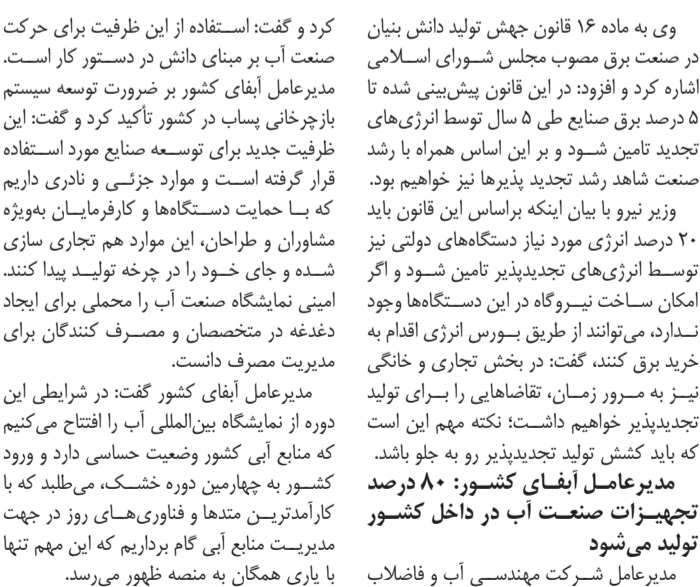 وی به ماده ۱۶ قانون جهش تولید دانش بنیان
در صنعت برق مصوب مجلس شورای اسلامی
اشاره کرد و افزود: در این قانون پیش‌بینی شده تا
۵ درصد برق صنایع طی ۵ سال توسط انرژی‌های
تجدید تامین شود و بر این اساس همراه با رشد
صنعت شاهد رشد تجدید پذیرها نیز خواهیم بود.
وزیر نیرو با بیان اینکه براساس این قانون باید
۲۰ درصد انرژی مورد نیاز دستگاه‌های دولتی نیز
توسط انرژی‌های تجدیدپذیر تامین شود و اگر
امکان ساخت نیروگاه در این دستگاه‌ها وجود
ندارد، می‌توانند از طریق بورس انرژی اقدام به
خرید برق کنند، گفت: در بخش تجاری و خانگی
نیز به مرور زمان، تقاضاهایی را برای تولید
تجدیدپذیر خواهیم داشت؛ نکته مهم این است
که باید کشش تولید تجدیدپذیر رو به جلو باشد.
مدیرعامل آبفای کشور: ۸۰ درصد
تجهیزات صنعت آب در داخل کشور
تولید می‌شود
مدیرعامل شرکت مهندسی آب و فاضلاب
کرد و گفت: استفاده از این ظرفیت برای حرکت
صنعت آب بر مبنای دانش در دستور کار است.
مدیرعامل آبفای کشور بر ضرورت توسعه سیستم
بازچرخانی پساب در کشور تأکید کرد و گفت: این
ظرفیت جدید برای توسعه صنایع مورد استفاده
قرار گرفته است و موارد جزئی و نادری داریم
که با حمایت دستگاه‌ها و کارفرمایان به‌ویژه
مشاوران و طراحان، این موارد هم تجاری سازی
شده و جای خود را در چرخه تولید پیدا کنند.
امینی نمایشگاه صنعت آب را محملی برای ایجاد
دغدغه در متخصصان و مصرف کنندگان برای
مدیریت مصرف دانست.
مدیرعامل آبفای کشور گفت: در شرایطی این
دوره از نمایشگاه بین‌المللی آب را افتتاح می‌کنیم
که منابع آبی کشور وضعیت حساسی دارد و ورود
کشور به چهارمین دوره خشک، می‌طلبد که با
کارآمدترین متدها و فناوری‌های روز در جهت
مدیریت منابع آبی گام برداریم که این مهم تنها
با یاری همگان به منصه ظهور می‌رسد.